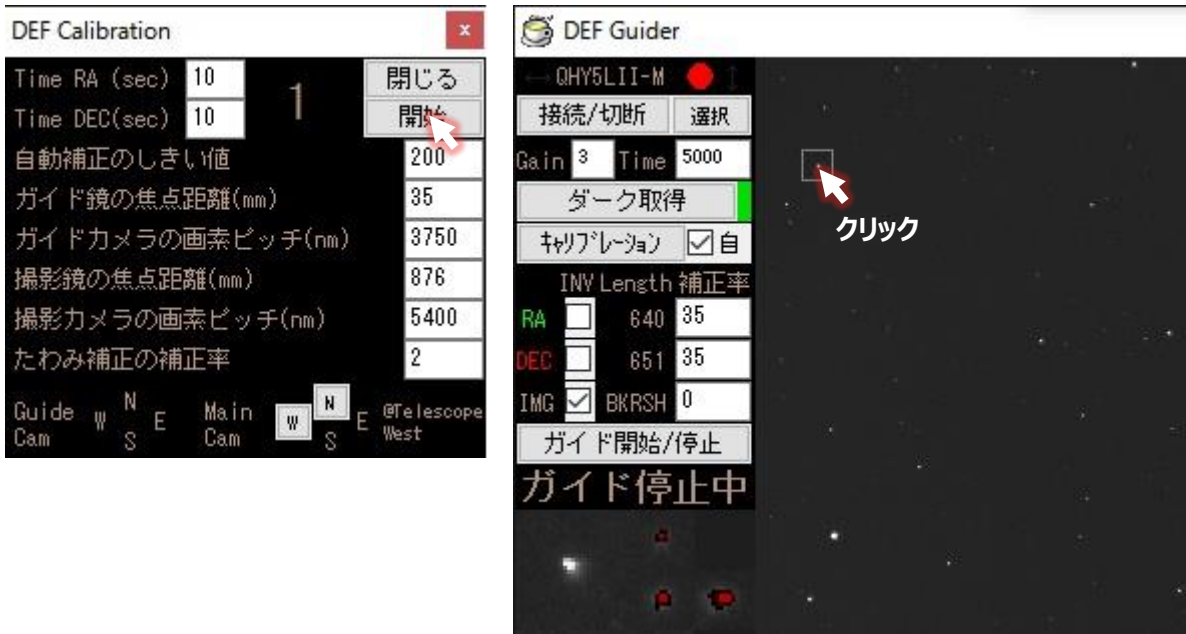 DEF Calibration
x
Time RA (sec) 10
1
閉じる
Time DEC(sec) 10
開始
自動補正のしきい値 200
ガイド鏡の焦点距離(mm) 35
ガイドカメラの画素ピッチ(nm) 3750
撮影鏡の焦点距離(mm) 876
撮影カメラの画素ピッチ(nm) 5400
たわみ補正の補正率 2
Guide Cam W N E S
Main Cam W N E S
@Telescope West
DEF Guider
↔ QHY5LII-M ↕
接続/切断 選択
Gain 3 Time 5000
ダーク取得
ｷｬﾘﾌﾞﾚｰｼｮﾝ 自
INV Length 補正率
RA 640 35
DEC 651 35
IMG BKRSH 0
ガイド開始/停止
ガイド停止中
クリック